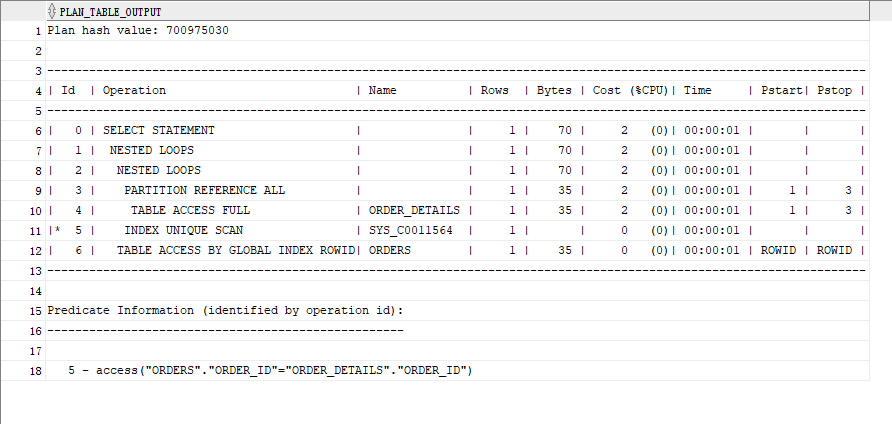 PLAN_TABLE_OUTPUT
1 Plan hash value: 700975030
2
3 ---------------------------------------------------------------------------------------------------------------------
4 | Id  | Operation                           | Name          | Rows  | Bytes | Cost (%CPU)| Time     | Pstart| Pstop |
5 ---------------------------------------------------------------------------------------------------------------------
6 |   0 | SELECT STATEMENT                    |               |     1 |    70 |     2   (0)| 00:00:01 |       |       |
7 |   1 |  NESTED LOOPS                       |               |     1 |    70 |     2   (0)| 00:00:01 |       |       |
8 |   2 |   NESTED LOOPS                      |               |     1 |    70 |     2   (0)| 00:00:01 |       |       |
9 |   3 |    PARTITION REFERENCE ALL          |               |     1 |    35 |     2   (0)| 00:00:01 |     1 |     3 |
10 |   4 |     TABLE ACCESS FULL               | ORDER_DETAILS |     1 |    35 |     2   (0)| 00:00:01 |     1 |     3 |
11 |*  5 |    INDEX UNIQUE SCAN                | SYS_C0011564  |     1 |       |     0   (0)| 00:00:01 |       |       |
12 |   6 |   TABLE ACCESS BY GLOBAL INDEX ROWID| ORDERS        |     1 |    35 |     0   (0)| 00:00:01 | ROWID | ROWID |
13 ---------------------------------------------------------------------------------------------------------------------
14
15 Predicate Information (identified by operation id):
16 ---------------------------------------------------
17
18    5 - access("ORDERS"."ORDER_ID"="ORDER_DETAILS"."ORDER_ID")